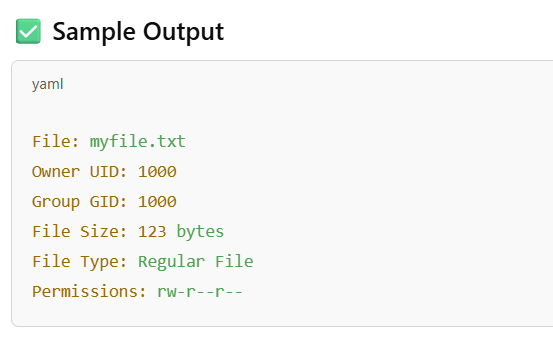 ✅ Sample Output
yaml
File: myfile.txt
Owner UID: 1000
Group GID: 1000
File Size: 123 bytes
File Type: Regular File
Permissions: rw-r--r--